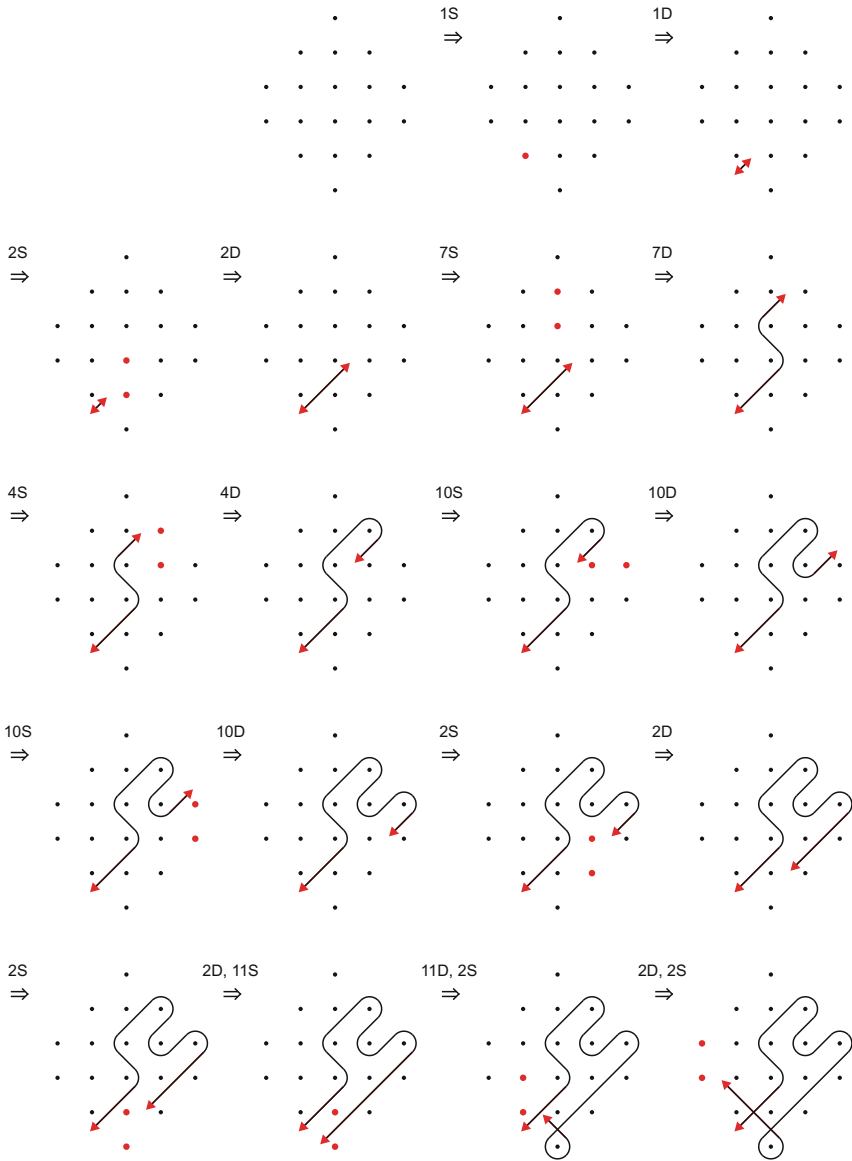 1S 1D
⇒ ⇒
2S 2D 7S 7D
⇒ ⇒ ⇒ ⇒
4S 4D 10S 10D
⇒ ⇒ ⇒ ⇒
10S 10D 2S 2D
⇒ ⇒ ⇒ ⇒
2S 2D, 11S 11D, 2S 2D, 2S
⇒ ⇒ ⇒ ⇒